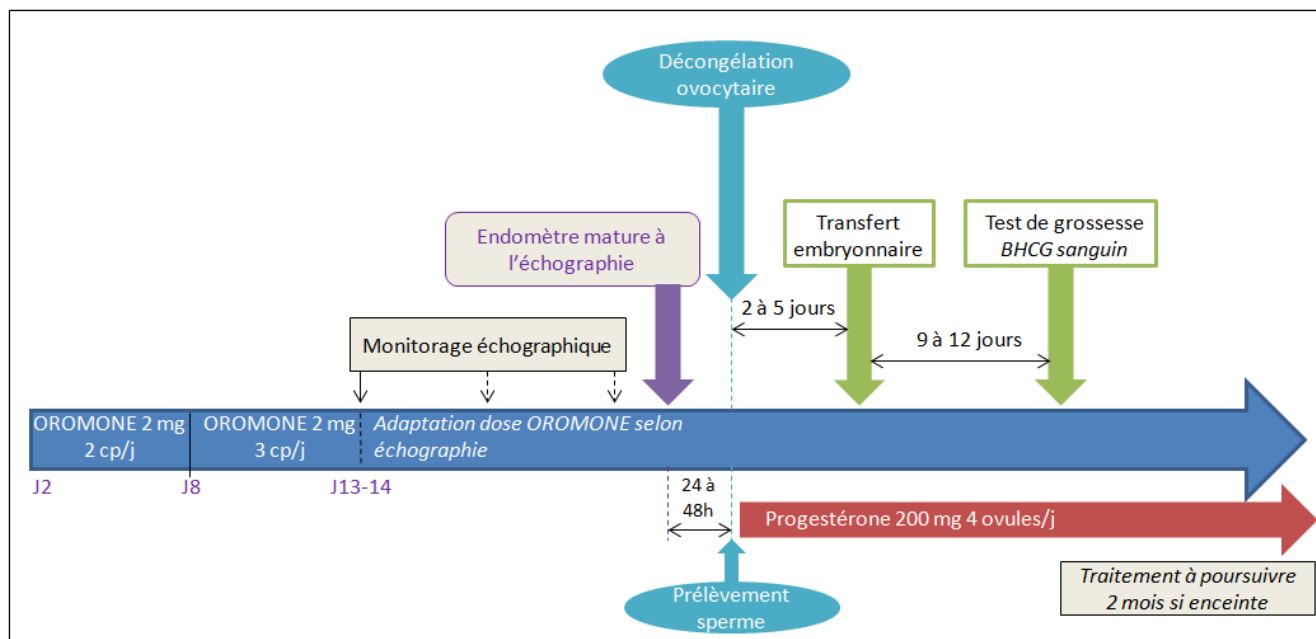 Décongélation
ovocytaire
Endomètre mature à
l'échographie
Transfert
embryonnaire
Test de grossesse
BHCG sanguin
2 à 5 jours
9 à 12 jours
Monitorage échographique
OROMONE 2 mg
2 cp/j
OROMONE 2 mg
3 cp/j
Adaptation dose OROMONE selon
échographie
J2
J8
J13-14
24 à
48h
Progestérone 200 mg 4 ovules/j
Prélèvement
sperme
Traitement à poursuivre
2 mois si enceinte